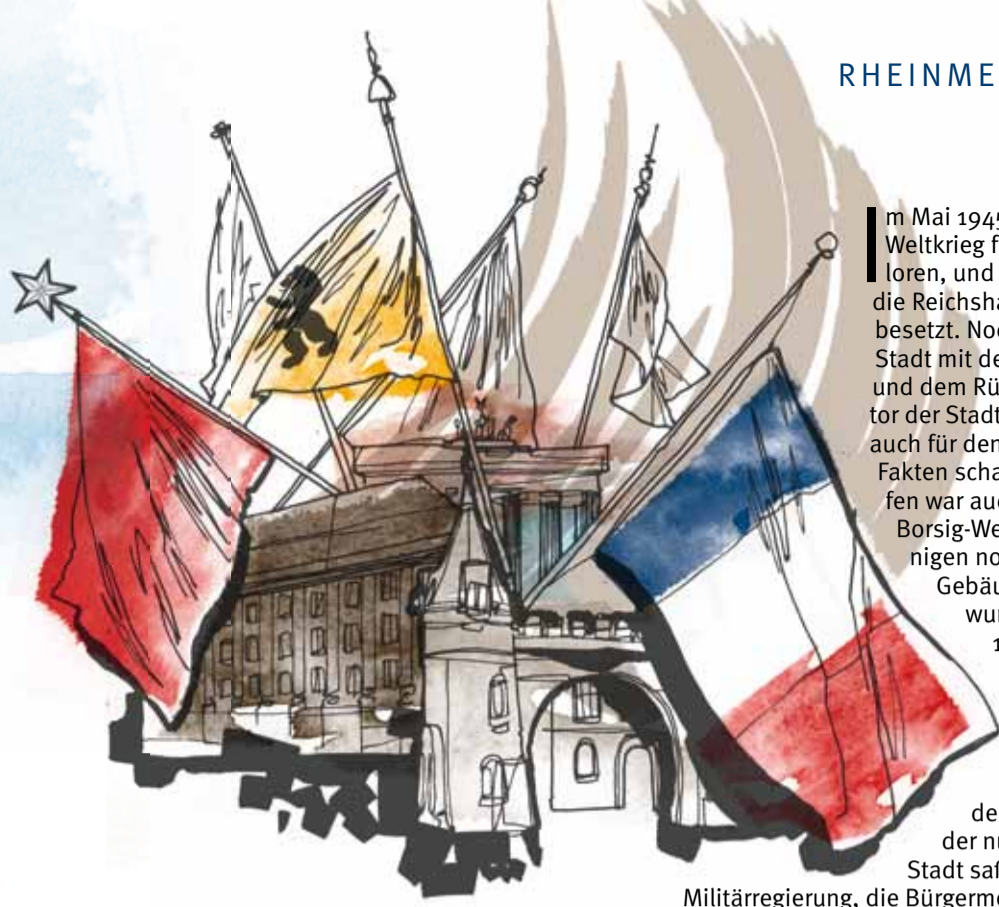 RHEINME
Im Mai 1945
Weltkrieg f
loren, und
die Reichsha
besetzt. Noc
Stadt mit de
und dem Rü
tor der Stadt
auch für den
Fakten scha
fen war auc
Borsig-We
nigen no
Gebäu
wur
1
de
der nu
Stadt saf
Militärregierung, die Bürgerme